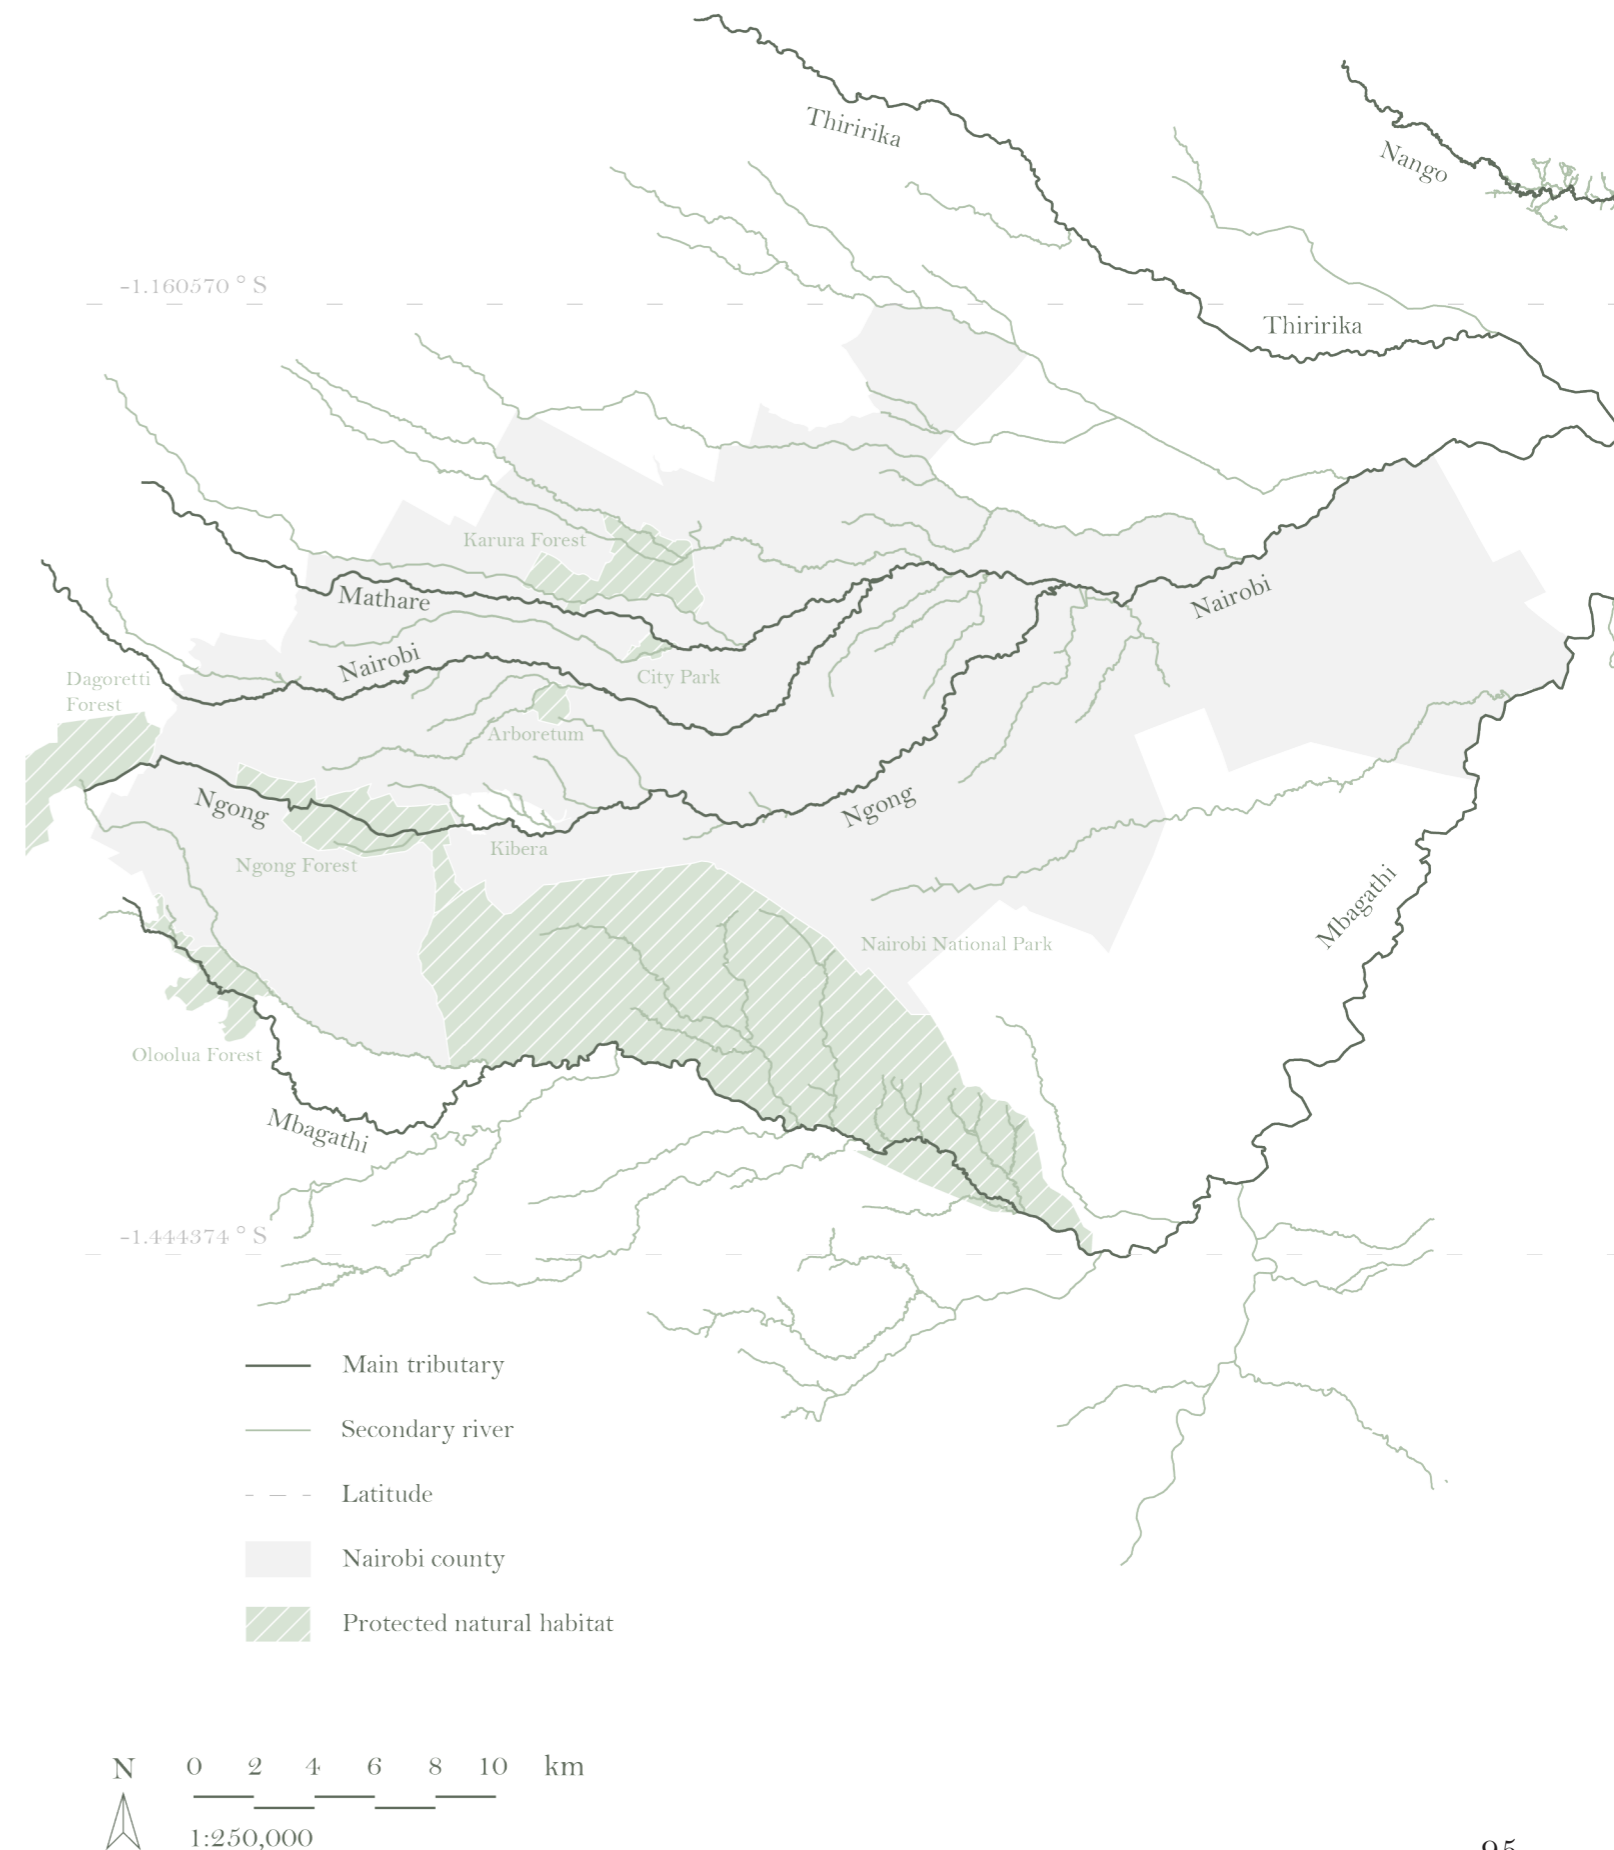 Thiririka
Nango
-1.160570 ° S
Thiririka
Karura Forest
Mathare
Nairobi
Nairobi
Dagoretti
Forest
City Park
Arboretum
Ngong
Ngong
Kibera
Ngong Forest
Mbagathi
Nairobi National Park
Oloolua Forest
Mbagathi
-1.444374 ° S
Main tributary
Secondary river
Latitude
Nairobi county
Protected natural habitat
N 0 2 4 6 8 10 km
1:250,000